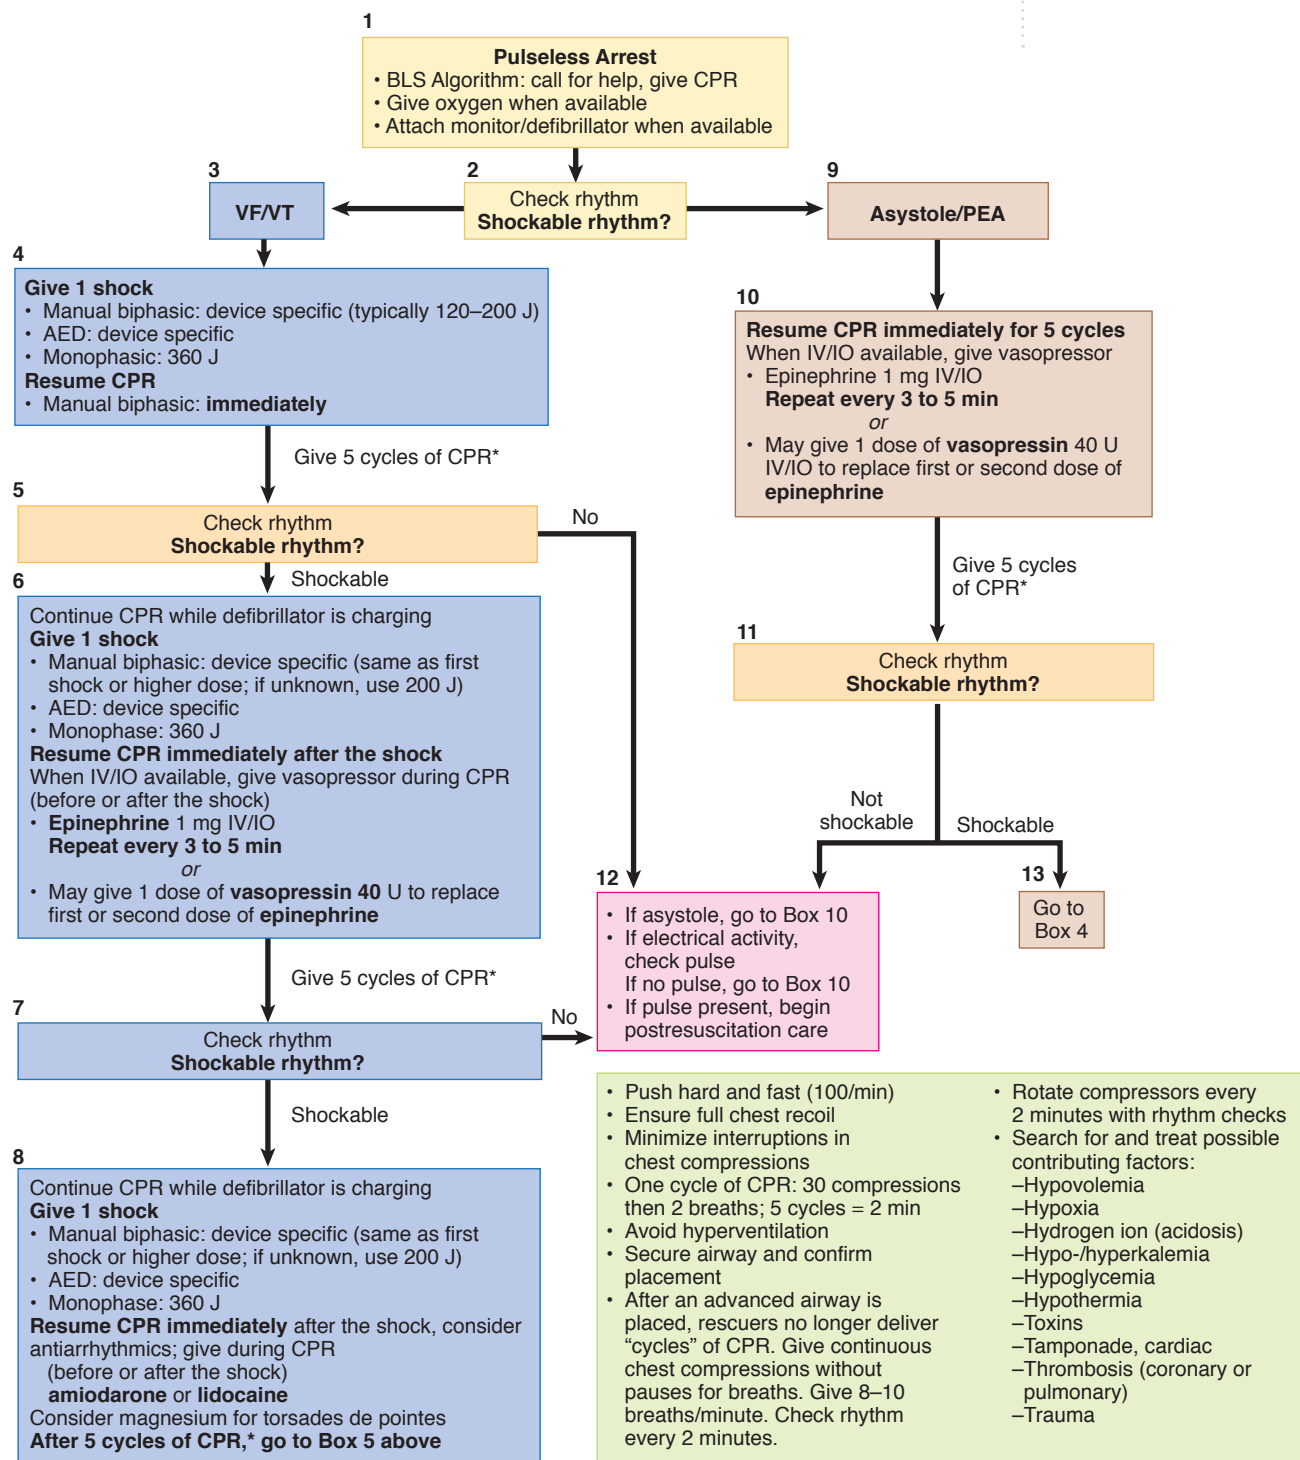 1
Pulseless Arrest
• BLS Algorithm: call for help, give CPR
• Give oxygen when available
• Attach monitor/defibrillator when available
2
Check rhythm
Shockable rhythm?
3
VF/VT
4
Give 1 shock
• Manual biphasic: device specific (typically 120–200 J)
• AED: device specific
• Monophasic: 360 J
Resume CPR
• Manual biphasic: immediately
Give 5 cycles of CPR*
5
Check rhythm
Shockable rhythm?
No
Shockable
6
Continue CPR while defibrillator is charging
Give 1 shock
• Manual biphasic: device specific (same as first
shock or higher dose; if unknown, use 200 J)
• AED: device specific
• Monophase: 360 J
Resume CPR immediately after the shock
When IV/IO available, give vasopressor during CPR
(before or after the shock)
• Epinephrine 1 mg IV/IO
Repeat every 3 to 5 min
or
• May give 1 dose of vasopressin 40 U to replace
first or second dose of epinephrine
Give 5 cycles of CPR*
7
Check rhythm
Shockable rhythm?
No
Shockable
8
Continue CPR while defibrillator is charging
Give 1 shock
• Manual biphasic: device specific (same as first
shock or higher dose; if unknown, use 200 J)
• AED: device specific
• Monophase: 360 J
Resume CPR immediately after the shock, consider
antiarrhythmics; give during CPR
(before or after the shock)
amiodarone or lidocaine
Consider magnesium for torsades de pointes
After 5 cycles of CPR,* go to Box 5 above
9
Asystole/PEA
10
Resume CPR immediately for 5 cycles
When IV/IO available, give vasopressor
• Epinephrine 1 mg IV/IO
Repeat every 3 to 5 min
or
• May give 1 dose of vasopressin 40 U
IV/IO to replace first or second dose of
epinephrine
Give 5 cycles
of CPR*
11
Check rhythm
Shockable rhythm?
Not
shockable
Shockable
12
• If asystole, go to Box 10
• If electrical activity,
check pulse
If no pulse, go to Box 10
• If pulse present, begin
postresuscitation care
13
Go to
Box 4
• Push hard and fast (100/min)
• Ensure full chest recoil
• Minimize interruptions in
chest compressions
• One cycle of CPR: 30 compressions
then 2 breaths; 5 cycles = 2 min
• Avoid hyperventilation
• Secure airway and confirm
placement
• After an advanced airway is
placed, rescuers no longer deliver
“cycles” of CPR. Give continuous
chest compressions without
pauses for breaths. Give 8–10
breaths/minute. Check rhythm
every 2 minutes.
• Rotate compressors every
2 minutes with rhythm checks
• Search for and treat possible
contributing factors:
–Hypovolemia
–Hypoxia
–Hydrogen ion (acidosis)
–Hypo-/hyperkalemia
–Hypoglycemia
–Hypothermia
–Toxins
–Tamponade, cardiac
–Thrombosis (coronary or
pulmonary)
–Trauma